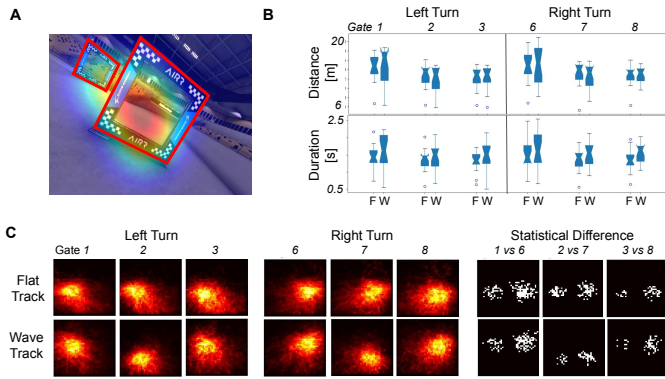 A
AIRR
AIRR
B
Left Turn
Right Turn
Gate 1
2
3
6
7
8
Distance
[m]
20
6
Duration
[s]
2.5
0.5
F W
F W
F W
F W
F W
F W
C
Left Turn
Right Turn
Statistical Difference
Gate 1
2
3
6
7
8
1 vs 6
2 vs 7
3 vs 8
Flat
Track
Wave
Track